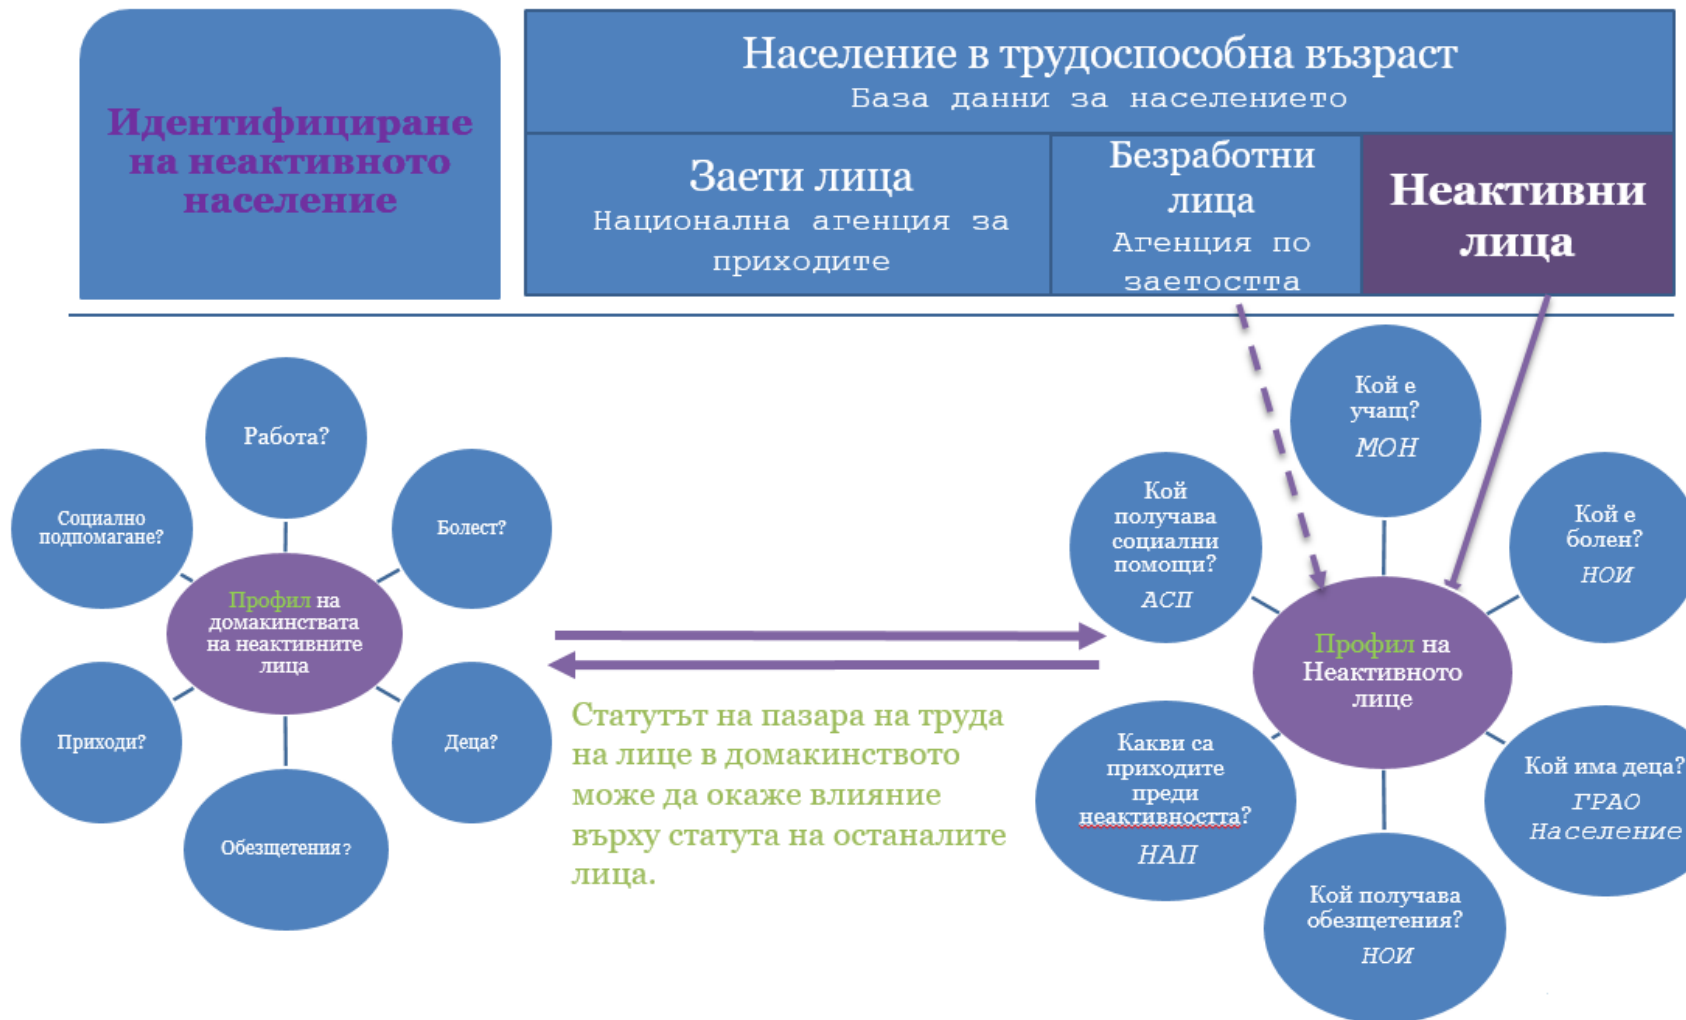 Идентифициране
на неактивното
население
Население в трудоспособна възраст
База данни за населението
Заети лица
Национална агенция за
приходите
Безработни
лица
Агенция по
заетостта
Неактивни
лица
Работа?
Социално
подпомагане?
Болест?
Профил на
домакинствата
на неактивните
лица
Приходи?
Деца?
Обезщетения?
Статутът на пазара на труда
на лице в домакинството
може да окаже влияние
върху статута на останалите
лица.
Кой е
учащ?
МОН
Кой
получава
социални
помощи?
АСП
Кой е
болен?
НОИ
Профил на
Неактивното
лице
Какви са
приходите
преди
неактивността?
НАП
Кой има деца?
ГРАО
Население
Кой получава
обезщетения?
НОИ